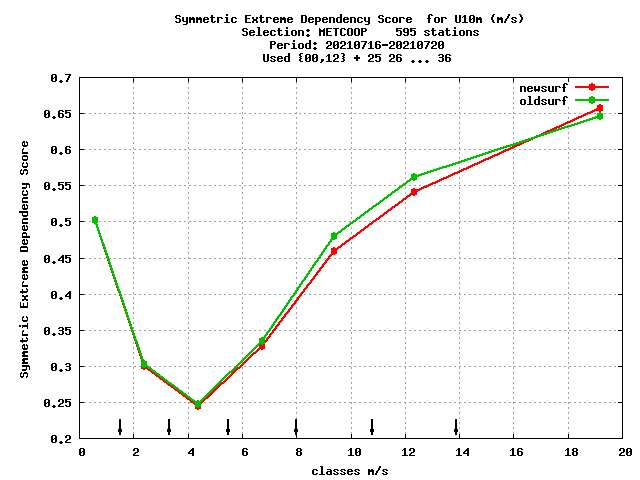 Symmetric Extreme Dependency Score  for U10m (m/s)
Selection: METCOOP    595 stations
Period: 20210716-20210720
Used {00,12} + 25 26 ... 36
newsurf
oldsurf
0.7
0.65
0.6
0.55
0.5
0.45
0.4
0.35
0.3
0.25
0.2
Symmetric Extreme Dependency Score
0 2 4 6 8 10 12 14 16 18 20
classes m/s